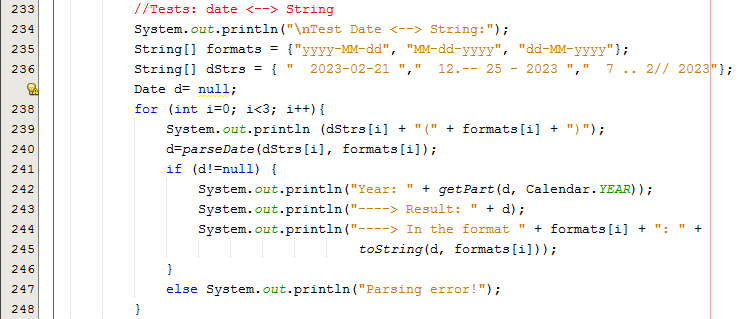 233 //Tests: date <--> String
234 System.out.println("\nTest Date <--> String:");
235 String[] formats = {"yyyy-MM-dd", "MM-dd-yyyy", "dd-MM-yyyy"};
236 String[] dStrs = { "  2023-02-21 ","  12.-- 25 - 2023 ","  7 .. 2// 2023"};
Date d= null;
238 for (int i=0; i<3; i++){
239 System.out.println (dStrs[i] + "(" + formats[i] + ")");
240 d=parseDate(dStrs[i], formats[i]);
241 if (d!=null) {
242 System.out.println("Year: " + getPart(d, Calendar.YEAR));
243 System.out.println("----> Result: " + d);
244 System.out.println("----> In the format " + formats[i] + ": " +
245 toString(d, formats[i]));
246 }
247 else System.out.println("Parsing error!");
248 }